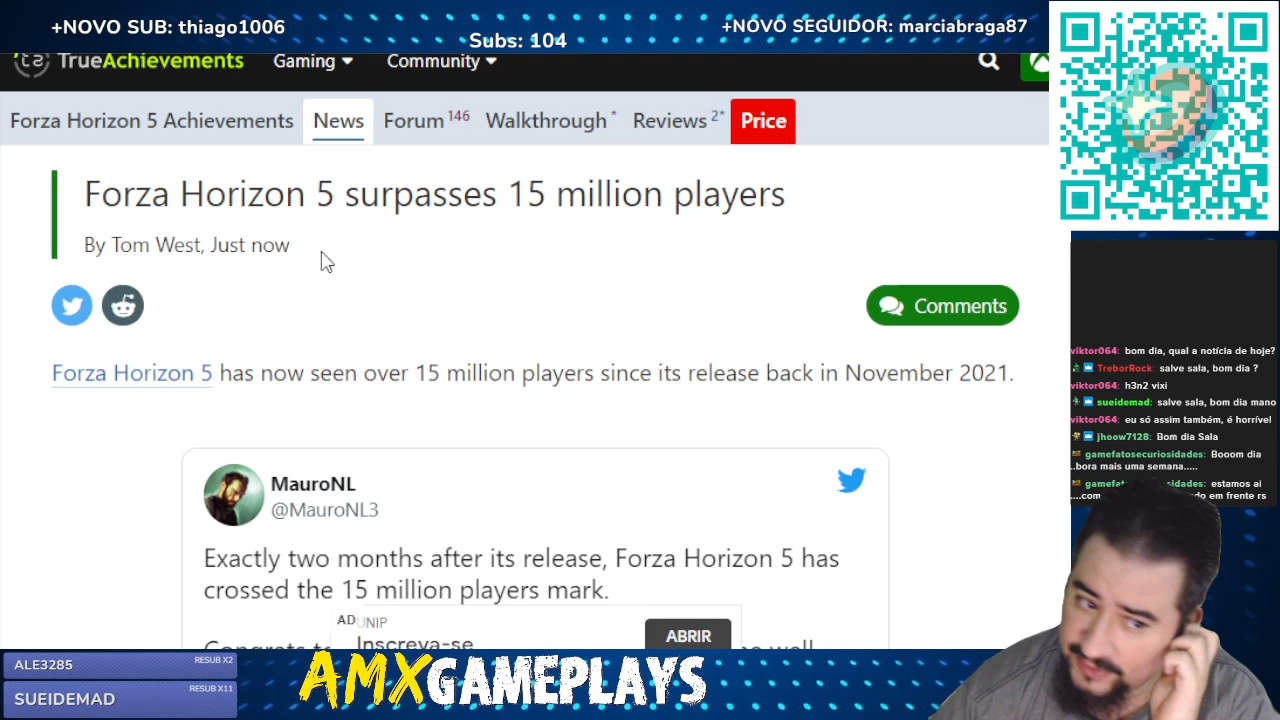 +NOVO SUB: thiago1006
Subs: 104
+NOVO SEGUIDOR: marciabraga87
TrueAchievements
Gaming
Community
Forza Horizon 5 Achievements
News
Forum 146
Walkthrough *
Reviews 2*
Price
Forza Horizon 5 surpasses 15 million players
By Tom West, Just now
Comments
Forza Horizon 5 has now seen over 15 million players since its release back in November 2021.
MauroNL
@MauroNL3
Exactly two months after its release, Forza Horizon 5 has
crossed the 15 million players mark.
AD
UNIP
Inscreva-se
ABRIR
viktor064: bom dia, qual a notícia de hoje?
TreborRock: salve sala, bom dia ?
viktor064: h3n2 vixi
sueidemad: salve sala, bom dia mano
viktor064: eu só assim também, é horrível
jhoow7128: Bom dia Sala
gamefatosecuriosidades: Booom dia
..bora mais uma semana.....
estamos ai
....com
em frente rs
ALE3285
RESUB X2
SUEIDEMAD
RESUB X11
AMXGAMEPLAYS